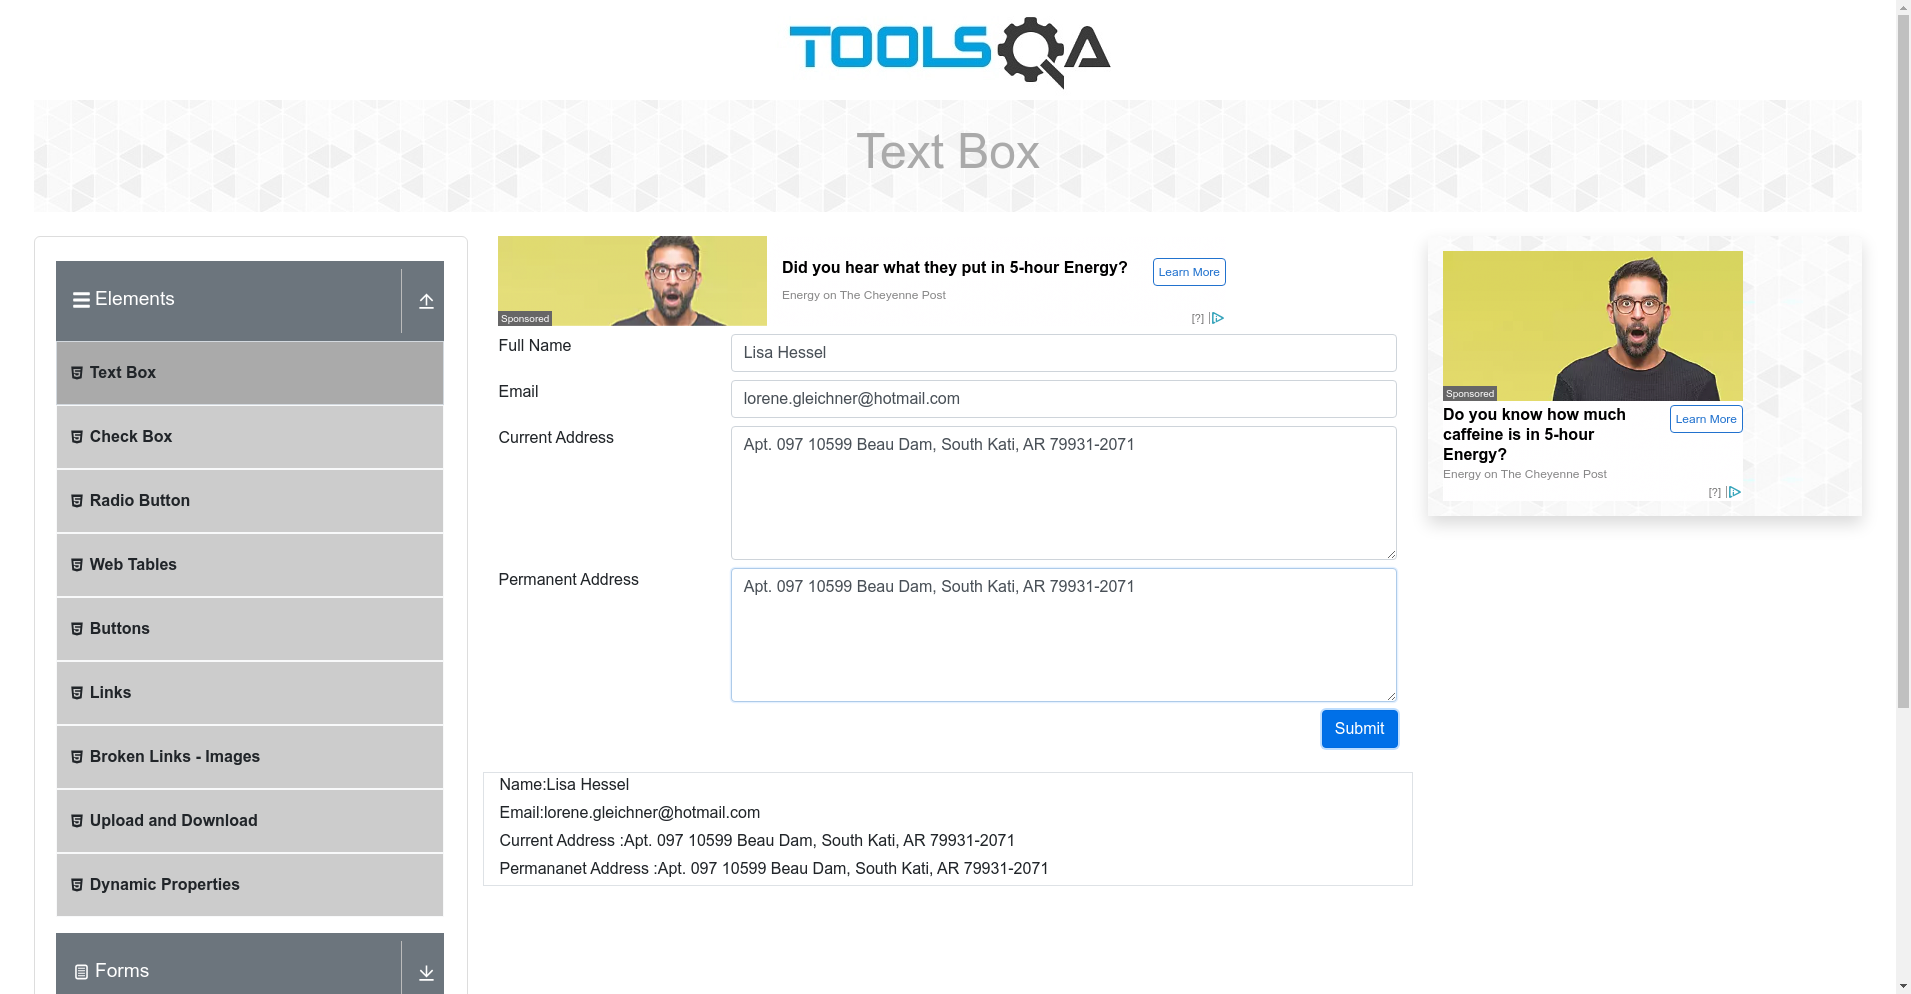 TOOLSQA
Text Box
Elements
Text Box
Check Box
Radio Button
Web Tables
Buttons
Links
Broken Links - Images
Upload and Download
Dynamic Properties
Forms
Sponsored
Did you hear what they put in 5-hour Energy?
Energy on The Cheyenne Post
Learn More
[?]
Full Name
Lisa Hessel
Email
lorene.gleichner@hotmail.com
Current Address
Apt. 097 10599 Beau Dam, South Kati, AR 79931-2071
Permanent Address
Apt. 097 10599 Beau Dam, South Kati, AR 79931-2071
Submit
Name:Lisa Hessel
Email:lorene.gleichner@hotmail.com
Current Address :Apt. 097 10599 Beau Dam, South Kati, AR 79931-2071
Permananet Address :Apt. 097 10599 Beau Dam, South Kati, AR 79931-2071
Sponsored
Do you know how much
caffeine is in 5-hour
Energy?
Learn More
Energy on The Cheyenne Post
[?]